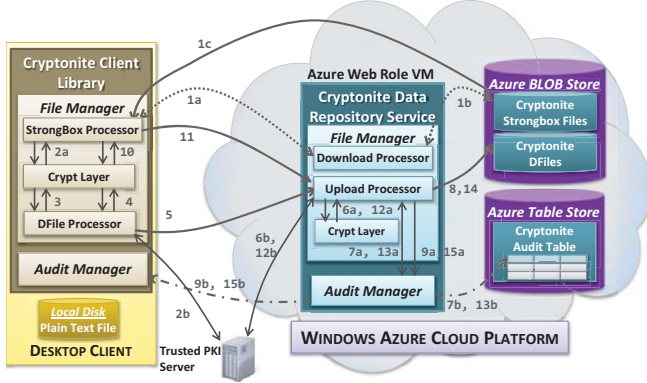 Cryptonite Client
Library
File Manager
StrongBox Processor
2a
10
Crypt Layer
3
4
DFile Processor
Audit Manager
Local Disk
Plain Text File
DESKTOP CLIENT
1c
1a
11
5
6b,
12b
9b, 15b
2b
Trusted PKI
Server
Azure Web Role VM
Cryptonite Data
Repository Service
File Manager
Download Processor
Upload Processor
6a, 12a
Crypt Layer
7a, 13a
9a, 15a
Audit Manager
1b
8,14
7b, 13b
Azure BLOB Store
Cryptonite
Strongbox Files
Cryptonite
DFiles
Azure Table Store
Cryptonite
Audit Table
WINDOWS AZURE CLOUD PLATFORM